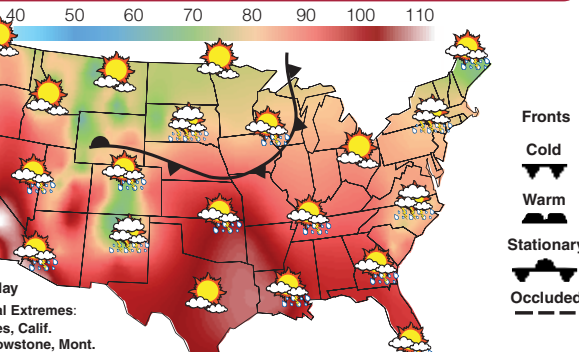 40 50 60 70 80 90 100 110
Fronts
Cold
Warm
Stationary
Occluded
lay
al Extremes:
es, Calif.
owstone, Mont.